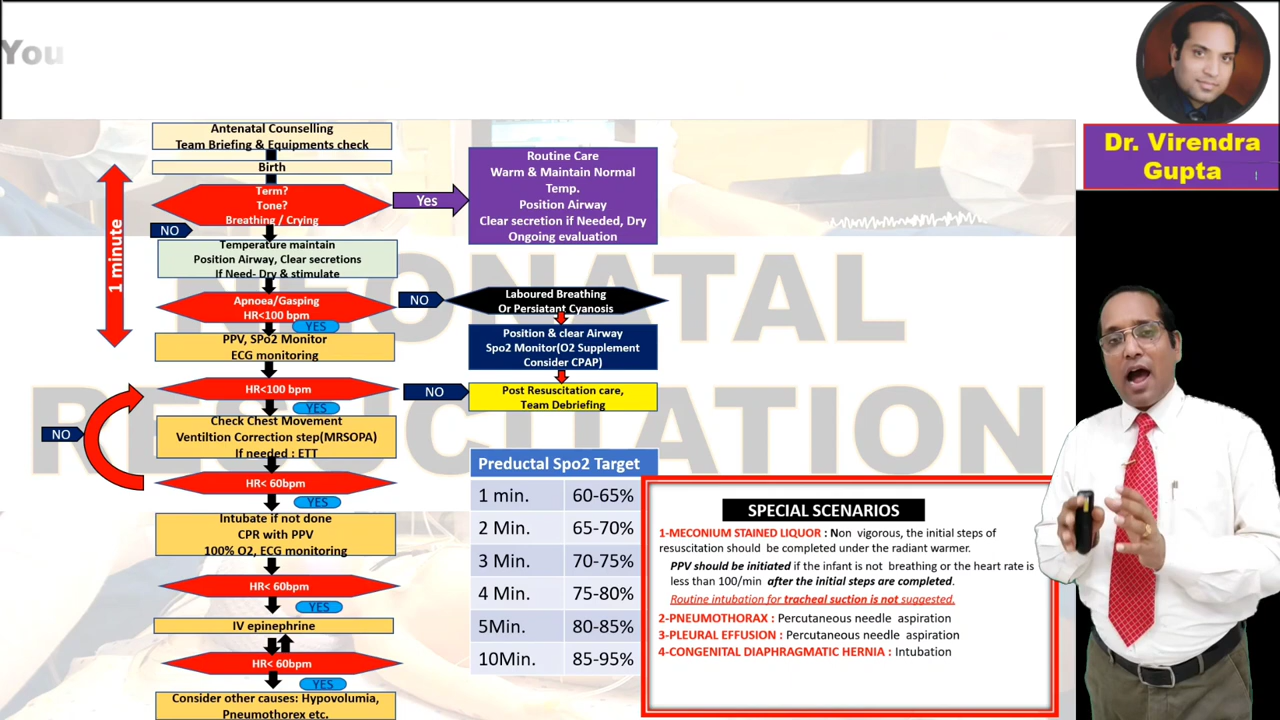 You
Dr. Virendra
Gupta
NEONATAL
RESUCITATION
Antenatal Counselling
Team Briefing & Equipments check
Birth
1 minute
Term?
Tone?
Breathing / Crying
Yes
Routine Care
Warm & Maintain Normal
Temp.
Position Airway
Clear secretion if Needed, Dry
Ongoing evaluation
NO
Temperature maintain
Position Airway, Clear secretions
If Need- Dry & stimulate
Apnoea/Gasping
HR<100 bpm
YES
NO
Laboured Breathing
Or Persiatant Cyanosis
PPV, SPo2 Monitor
ECG monitoring
Position & clear Airway
Spo2 Monitor(O2 Supplement
Consider CPAP)
HR<100 bpm
YES
NO
Post Resuscitation care,
Team Debriefing
Check Chest Movement
Ventiltion Correction step(MRSOPA)
If needed : ETT
NO
HR< 60bpm
YES
Intubate if not done
CPR with PPV
100% O2, ECG monitoring
HR< 60bpm
YES
IV epinephrine
HR< 60bpm
YES
Consider other causes: Hypovolumia,
Pneumothorex etc.
Preductal Spo2 Target
1 min. 60-65%
2 Min. 65-70%
3 Min. 70-75%
4 Min. 75-80%
5Min. 80-85%
10Min. 85-95%
SPECIAL SCENARIOS
1-MECONIUM STAINED LIQUOR : Non vigorous, the initial steps of
resuscitation should be completed under the radiant warmer.
PPV should be initiated if the infant is not breathing or the heart rate is
less than 100/min after the initial steps are completed.
Routine intubation for tracheal suction is not suggested.
2-PNEUMOTHORAX : Percutaneous needle aspiration
3-PLEURAL EFFUSION : Percutaneous needle aspiration
4-CONGENITAL DIAPHRAGMATIC HERNIA : Intubation